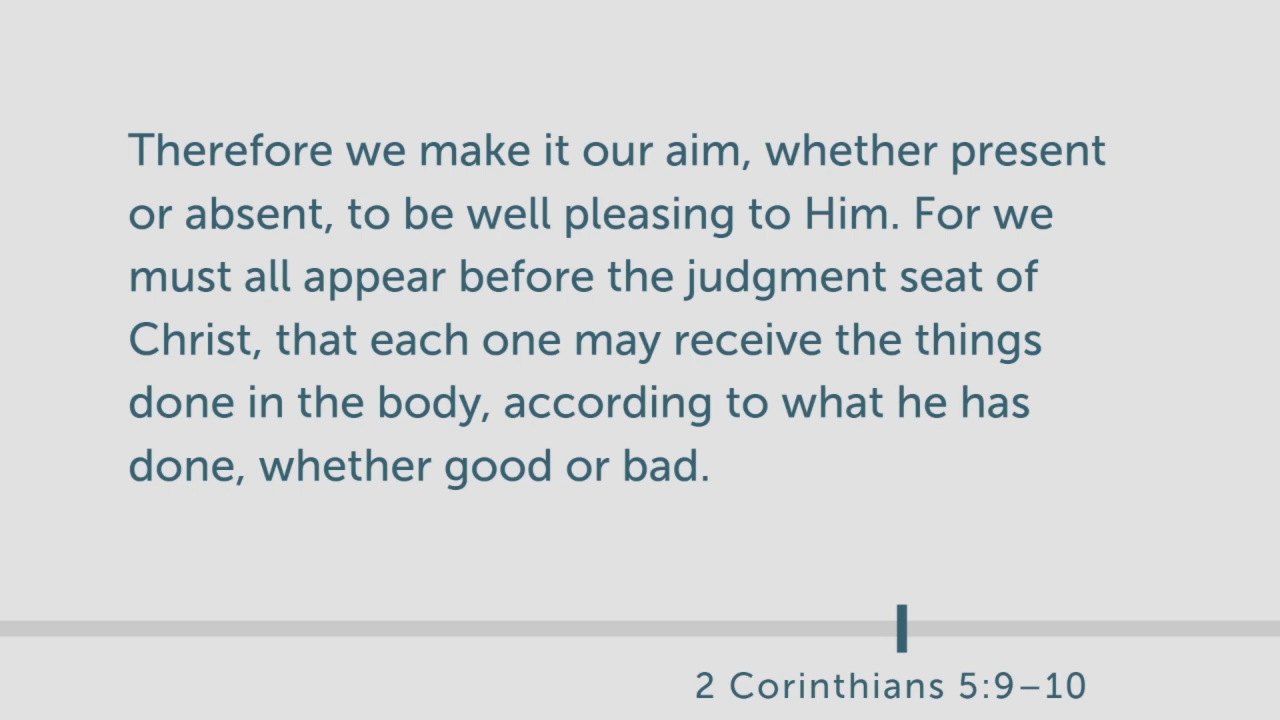 Therefore we make it our aim, whether present
or absent, to be well pleasing to Him. For we
must all appear before the judgment seat of
Christ, that each one may receive the things
done in the body, according to what he has
done, whether good or bad.
2 Corinthians 5:9–10